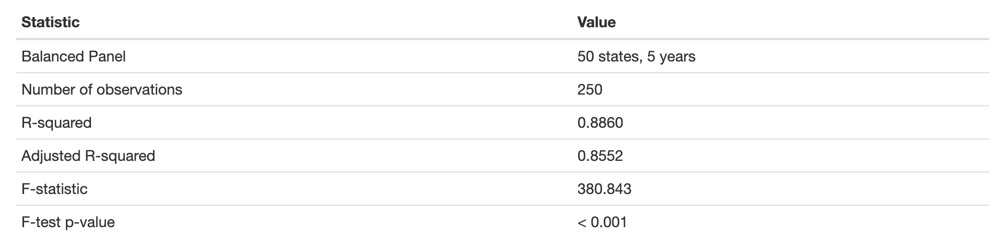 Statistic Value
Balanced Panel 50 states, 5 years
Number of observations 250
R-squared 0.8860
Adjusted R-squared 0.8552
F-statistic 380.843
F-test p-value < 0.001